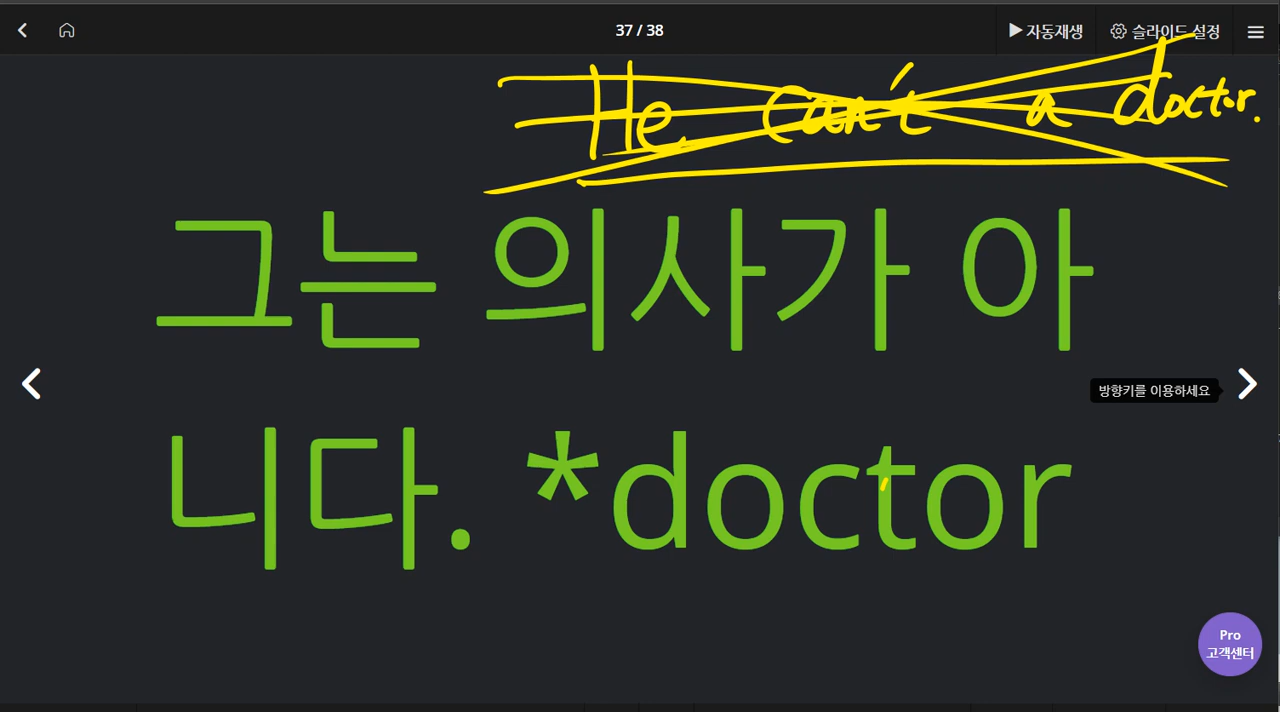 37 / 38
▶ 자동재생
슬라이드 설정
He can't a doctor.
그는 의사가 아
니다. *doctor
방향키를 이용하세요
Pro
고객센터